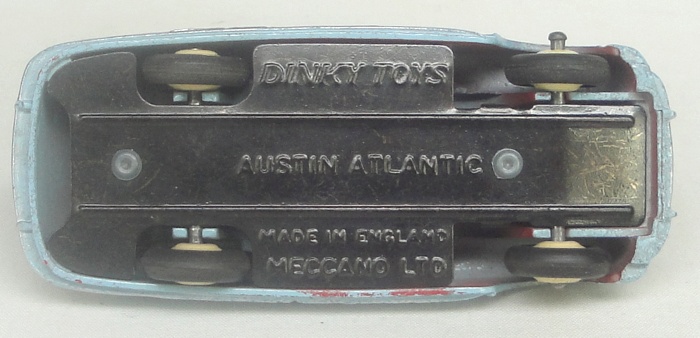 DINKY TOYS
AUSTIN ATLANTIC
MADE IN ENGLAND
MECCANO LTD